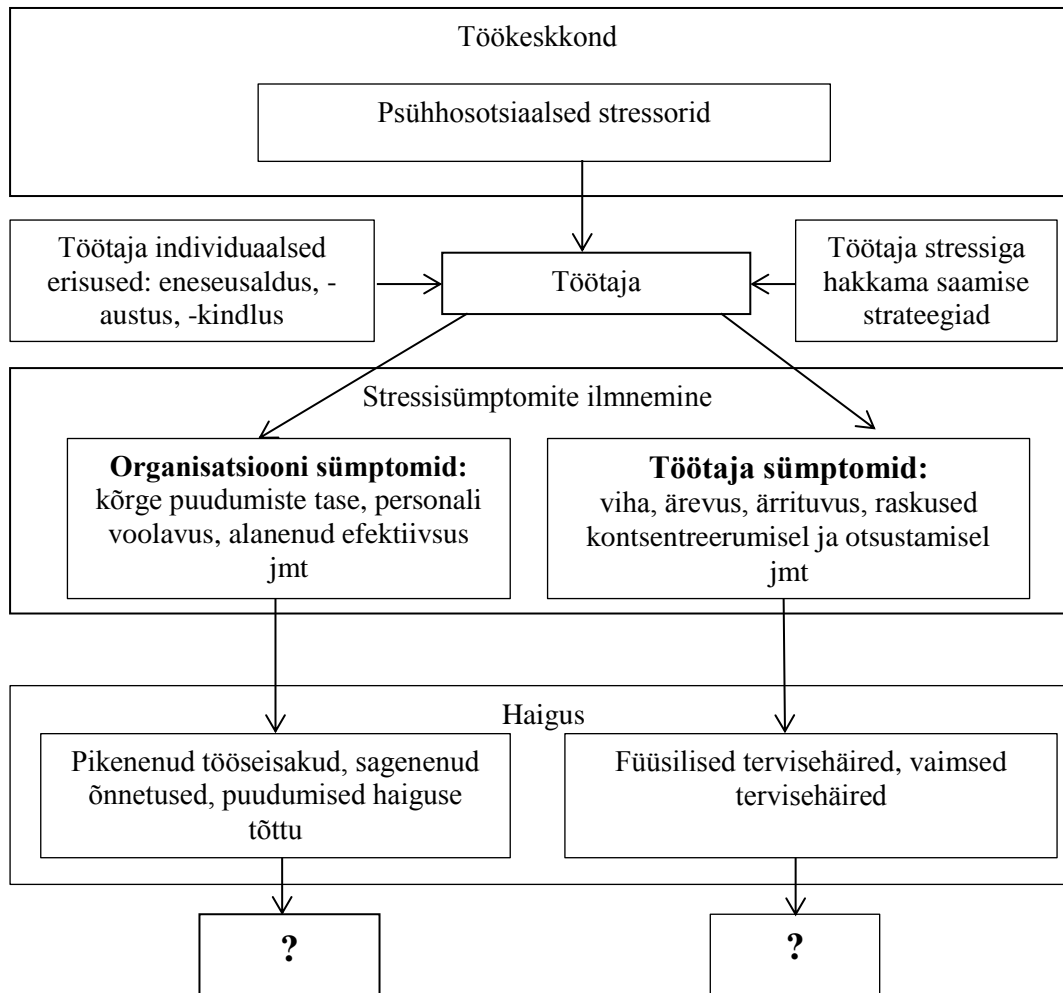 Töökeskkond
Psühhosotsiaalsed stressorid
Töötaja individuaalsed
erisused: eneseusaldus, -
austus, -kindlus
Töötaja
Töötaja stressiga
hakkama saamise
strateegiad
Stressisümptomite ilmnemine
Organisatsiooni sümptomid:
kõrge puudumiste tase, personali
voolavus, alanenud efektiivsus
jmt
Töötaja sümptomid:
viha, ärevus, ärrituvus, raskused
kontsentreerumisel ja otsustamisel
jmt
Haigus
Pikenenud tööseisakud, sagenenud
õnnetused, puudumised haiguse
tõttu
Füüsilised tervisehäired, vaimsed
tervisehäired
?
?